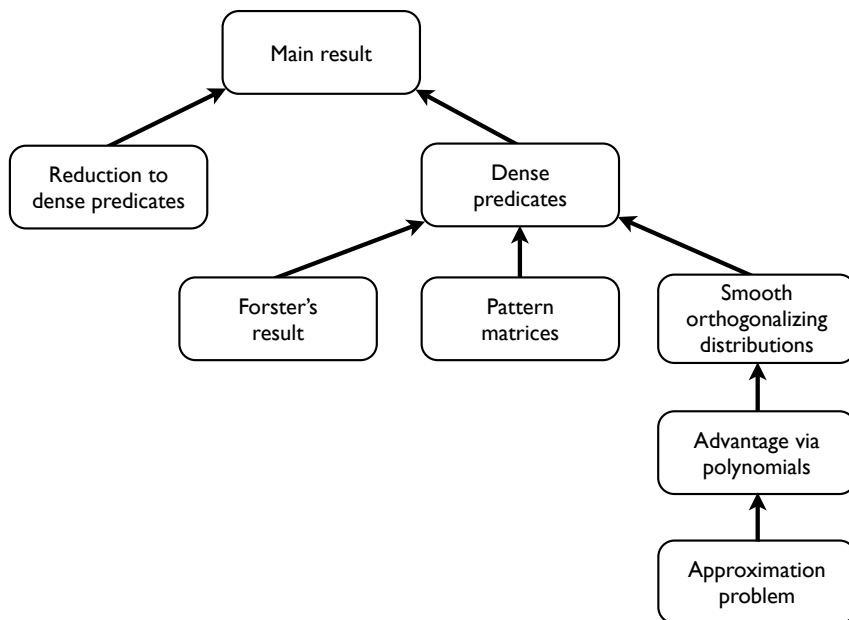 Main result
Reduction to
dense predicates
Dense
predicates
Forster's
result
Pattern
matrices
Smooth
orthogonalizing
distributions
Advantage via
polynomials
Approximation
problem